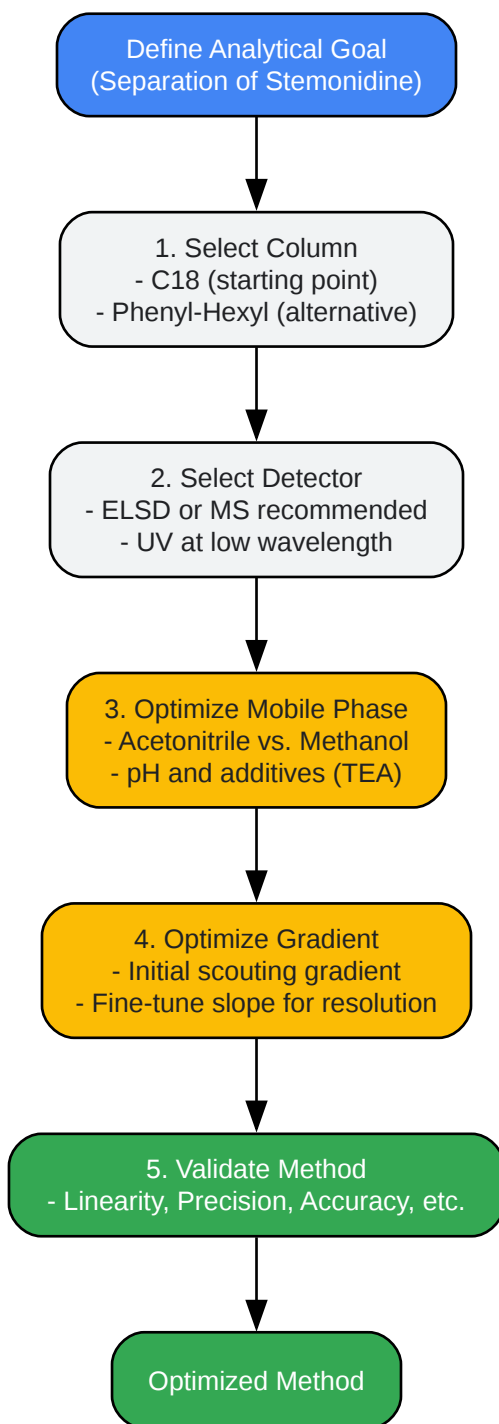 Define Analytical Goal
(Separation of Stemonidine)
1. Select Column
- C18 (starting point)
- Phenyl-Hexyl (alternative)
2. Select Detector
- ELSD or MS recommended
- UV at low wavelength
3. Optimize Mobile Phase
- Acetonitrile vs. Methanol
- pH and additives (TEA)
4. Optimize Gradient
- Initial scouting gradient
- Fine-tune slope for resolution
5. Validate Method
- Linearity, Precision, Accuracy, etc.
Optimized Method